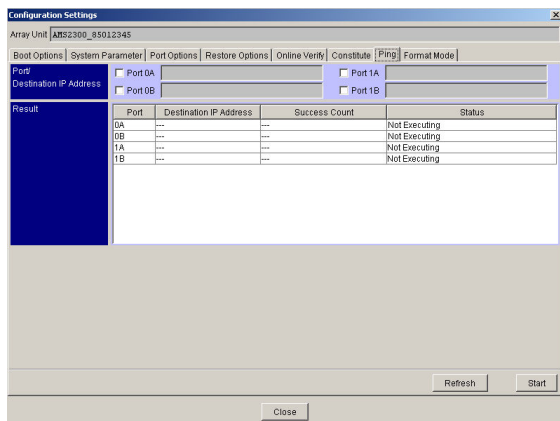 Configuration Settings
Array Unit AMS2300_85012345
Boot Options System Parameter Port Options Restore Options Online Verify Constitute Ping Format Mode
Port/
Destination IP Address
Port 0A Port 1A
Port 0B Port 1B
Result
Port Destination IP Address Success Count Status
0A --- --- Not Executing
0B --- --- Not Executing
1A --- --- Not Executing
1B --- --- Not Executing
Refresh Start
Close